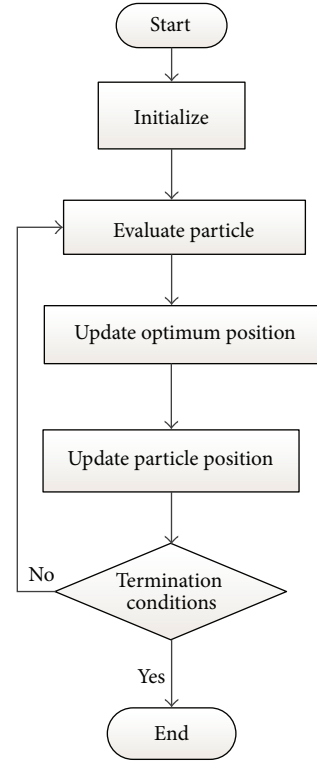 Start
Initialize
Evaluate particle
Update optimum position
Update particle position
No
Termination
conditions
Yes
End